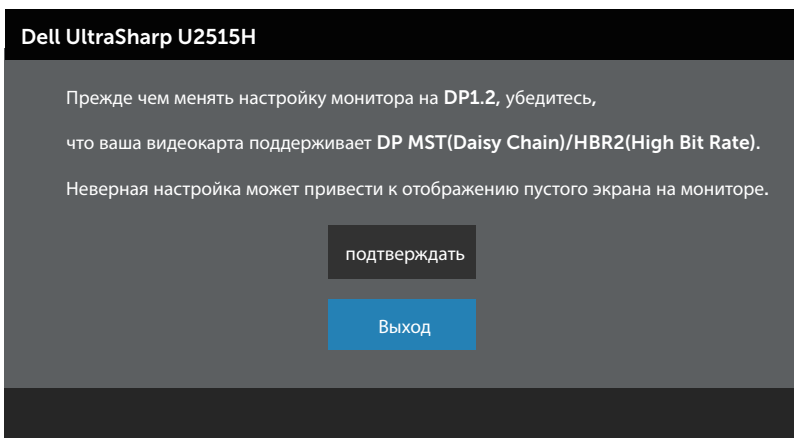 Dell UltraSharp U2515H
Прежде чем менять настройку монитора на DP1.2, убедитесь,
что ваша видеокарта поддерживает DP MST(Daisy Chain)/HBR2(High Bit Rate).
Неверная настройка может привести к отображению пустого экрана на мониторе.
подтверждать
Выход